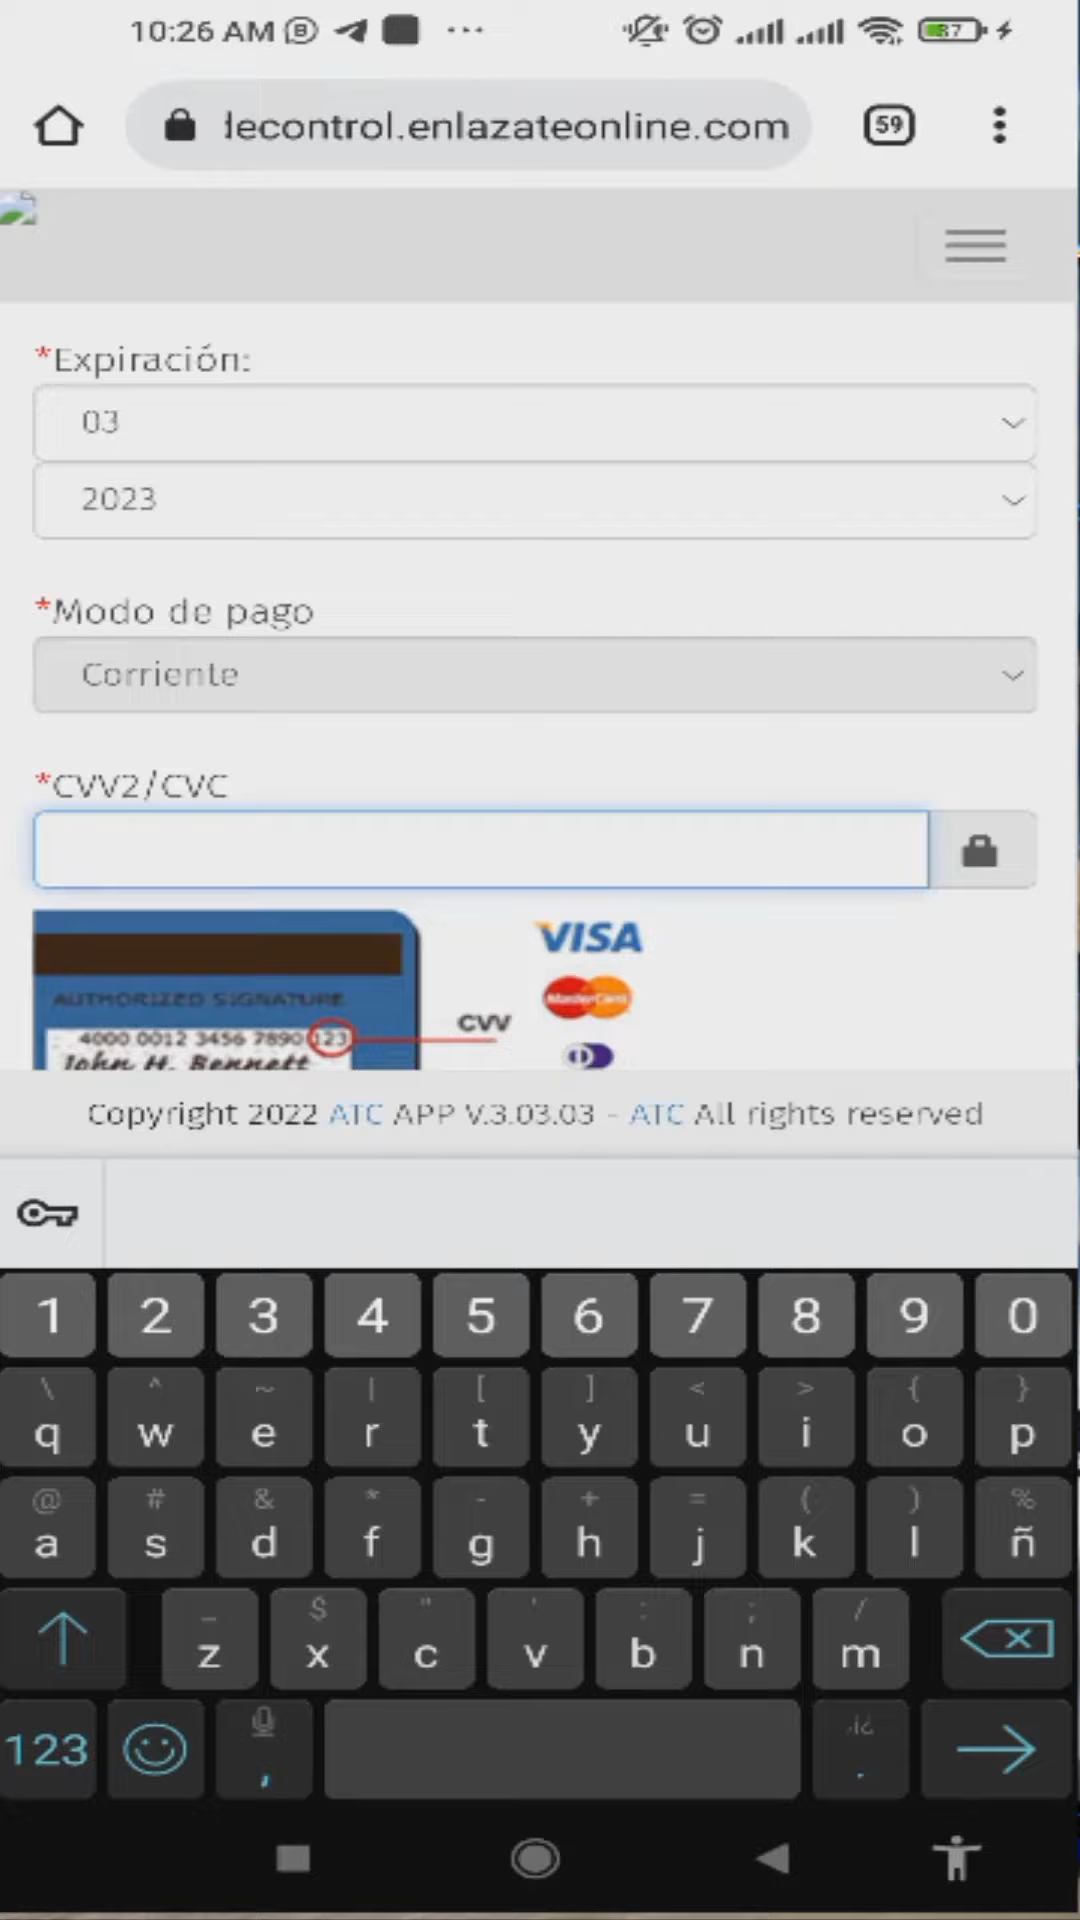 10:26 AM
37
lecontrol.enlazateonline.com
59
*Expiración:
03
2023
*Modo de pago
Corriente
*CVV2/CVC
VISA
MasterCard
AUTHORIZED SIGNATURE
CVV
4000 0012 3456 7890 123
John H. Bennett
Copyright 2022 ATC APP V.3.03.03 - ATC All rights reserved
1 2 3 4 5 6 7 8 9 0
\ ^ ~ | [ ] < > { }
q w e r t y u i o p
@ # & * - + = ( ) %
a s d f g h j k l ñ
_ $ " ' : ; /
z x c v b n m
123 , .